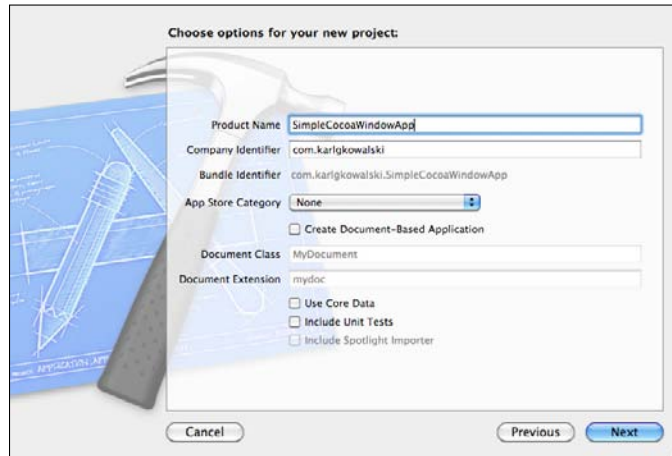 Choose options for your new project:
Product Name SimpleCocoaWindowApp
Company Identifier com.karlgkowalski
Bundle Identifier com.karlgkowalski.SimpleCocoaWindowApp
App Store Category None
Create Document-Based Application
Document Class MyDocument
Document Extension mydoc
Use Core Data
Include Unit Tests
Include Spotlight Importer
Cancel Previous Next